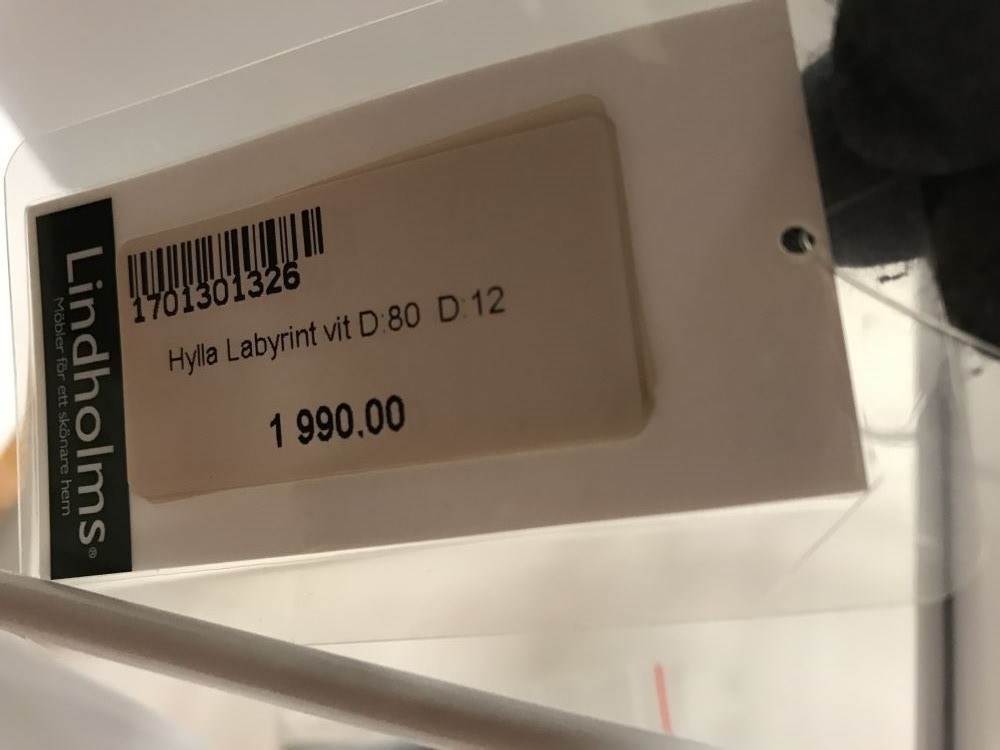 Lindholms®
Möbler för ett skönare hem
1701301326
Hylla Labyrint vit D:80 D:12
1 990.00